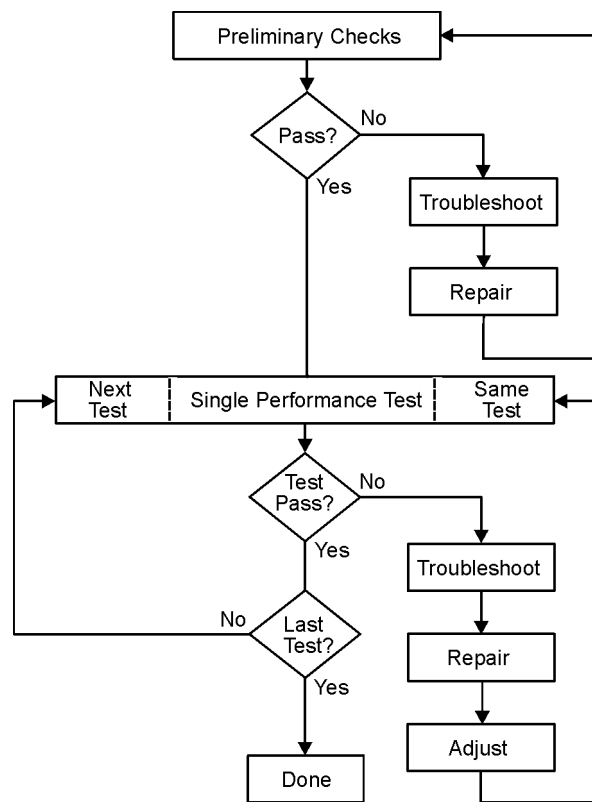 Preliminary Checks
Pass?
No
Yes
Troubleshoot
Repair
Next
Test
Single Performance Test
Same
Test
Test
Pass?
No
Yes
Troubleshoot
No
Last
Test?
Yes
Repair
Adjust
Done